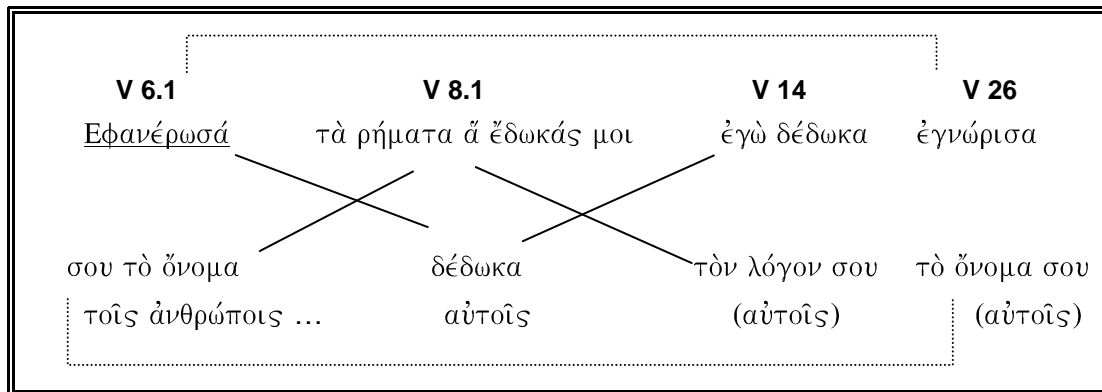 V 6.1 V 8.1 V 14 V 26
Εφανέρωσά τὰ ρήματα ἅ ἔδωκάς μοι ἐγὼ δέδωκα ἐγνώρισα
σου τὸ ὄνομα δέδωκα τὸν λόγον σου τὸ ὄνομα σου
τοῖς ἀνθρώποις ... αὐτοῖς (αὐτοῖς) (αὐτοῖς)